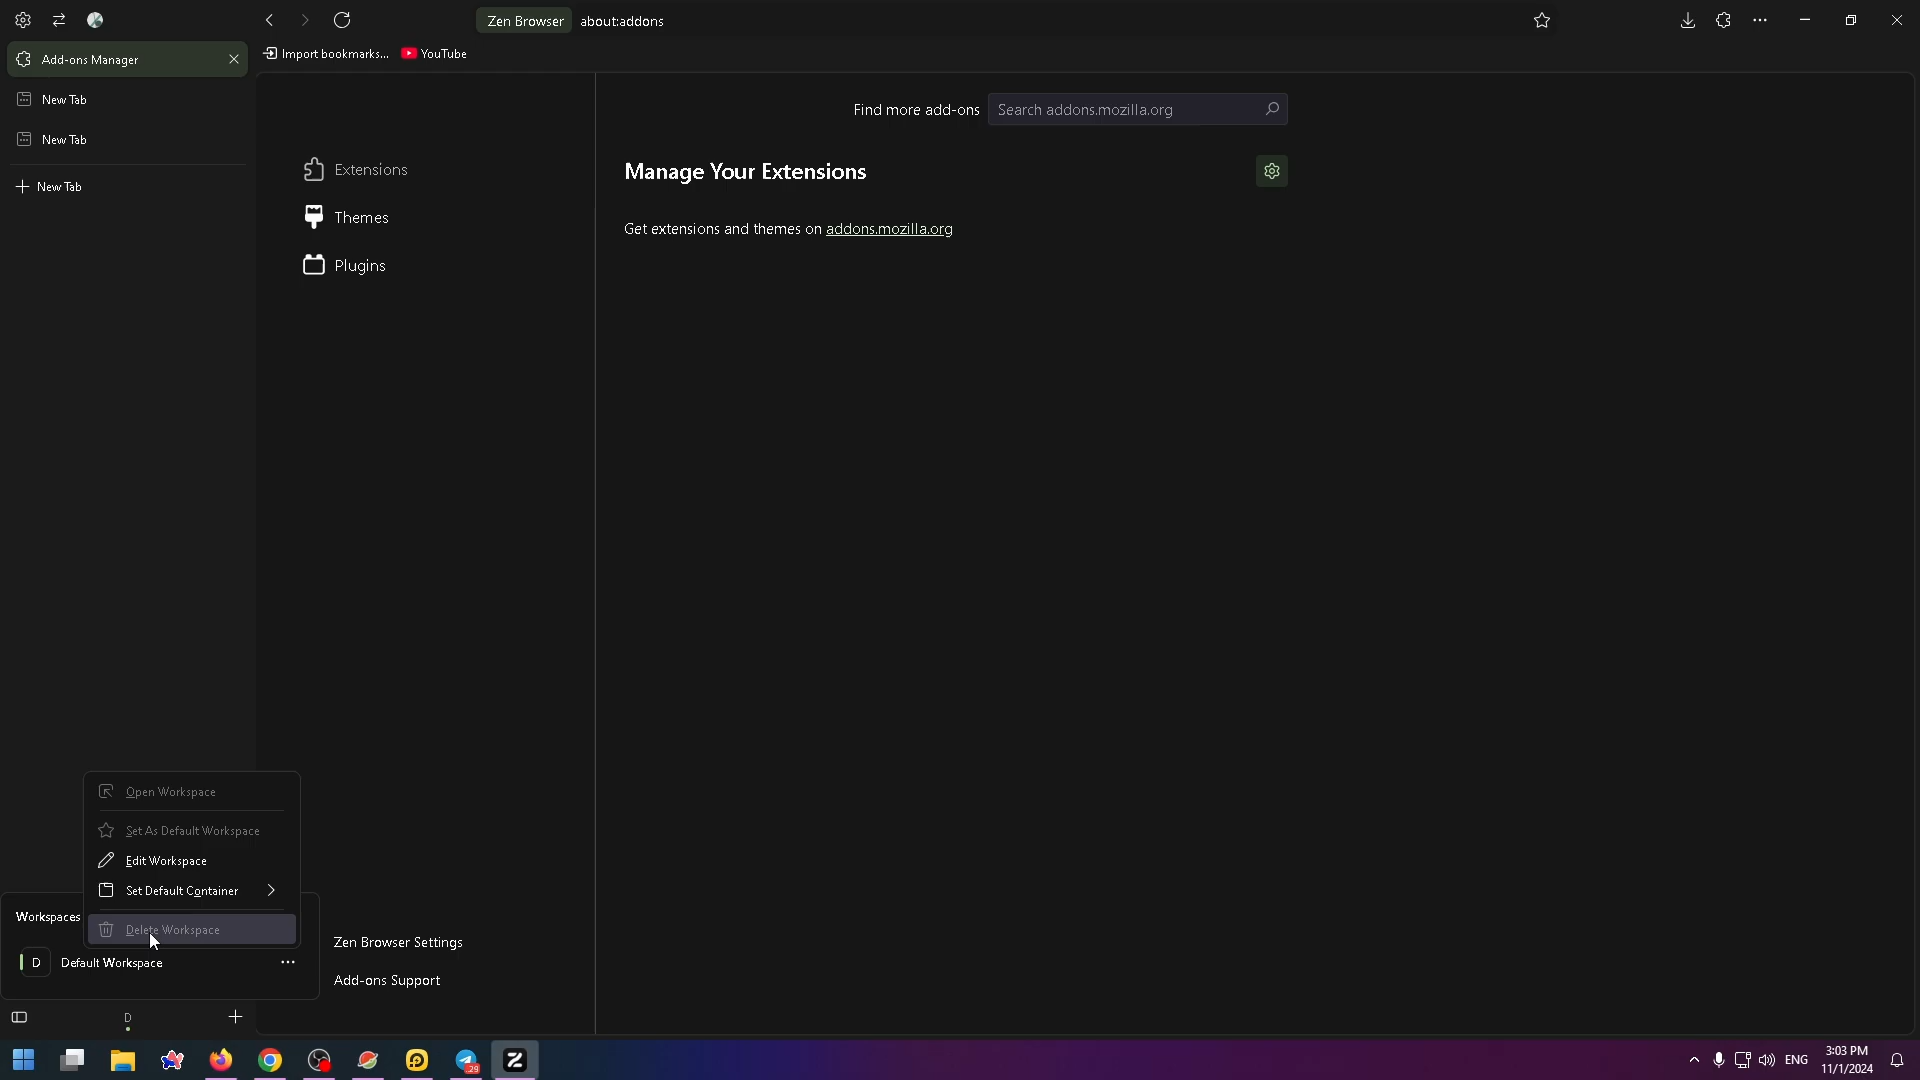 Zen Browser about:addons
Add-ons Manager
Import bookmarks... YouTube
New Tab
New Tab
New Tab
Find more add-ons Search addons.mozilla.org
Extensions
Themes
Plugins
Manage Your Extensions
Get extensions and themes on addons.mozilla.org
Open Workspace
Set As Default Workspace
Edit Workspace
Set Default Container
Delete Workspace
Workspaces
D Default Workspace
Zen Browser Settings
Add-ons Support
D
29
ENG
3:03 PM
11/1/2024